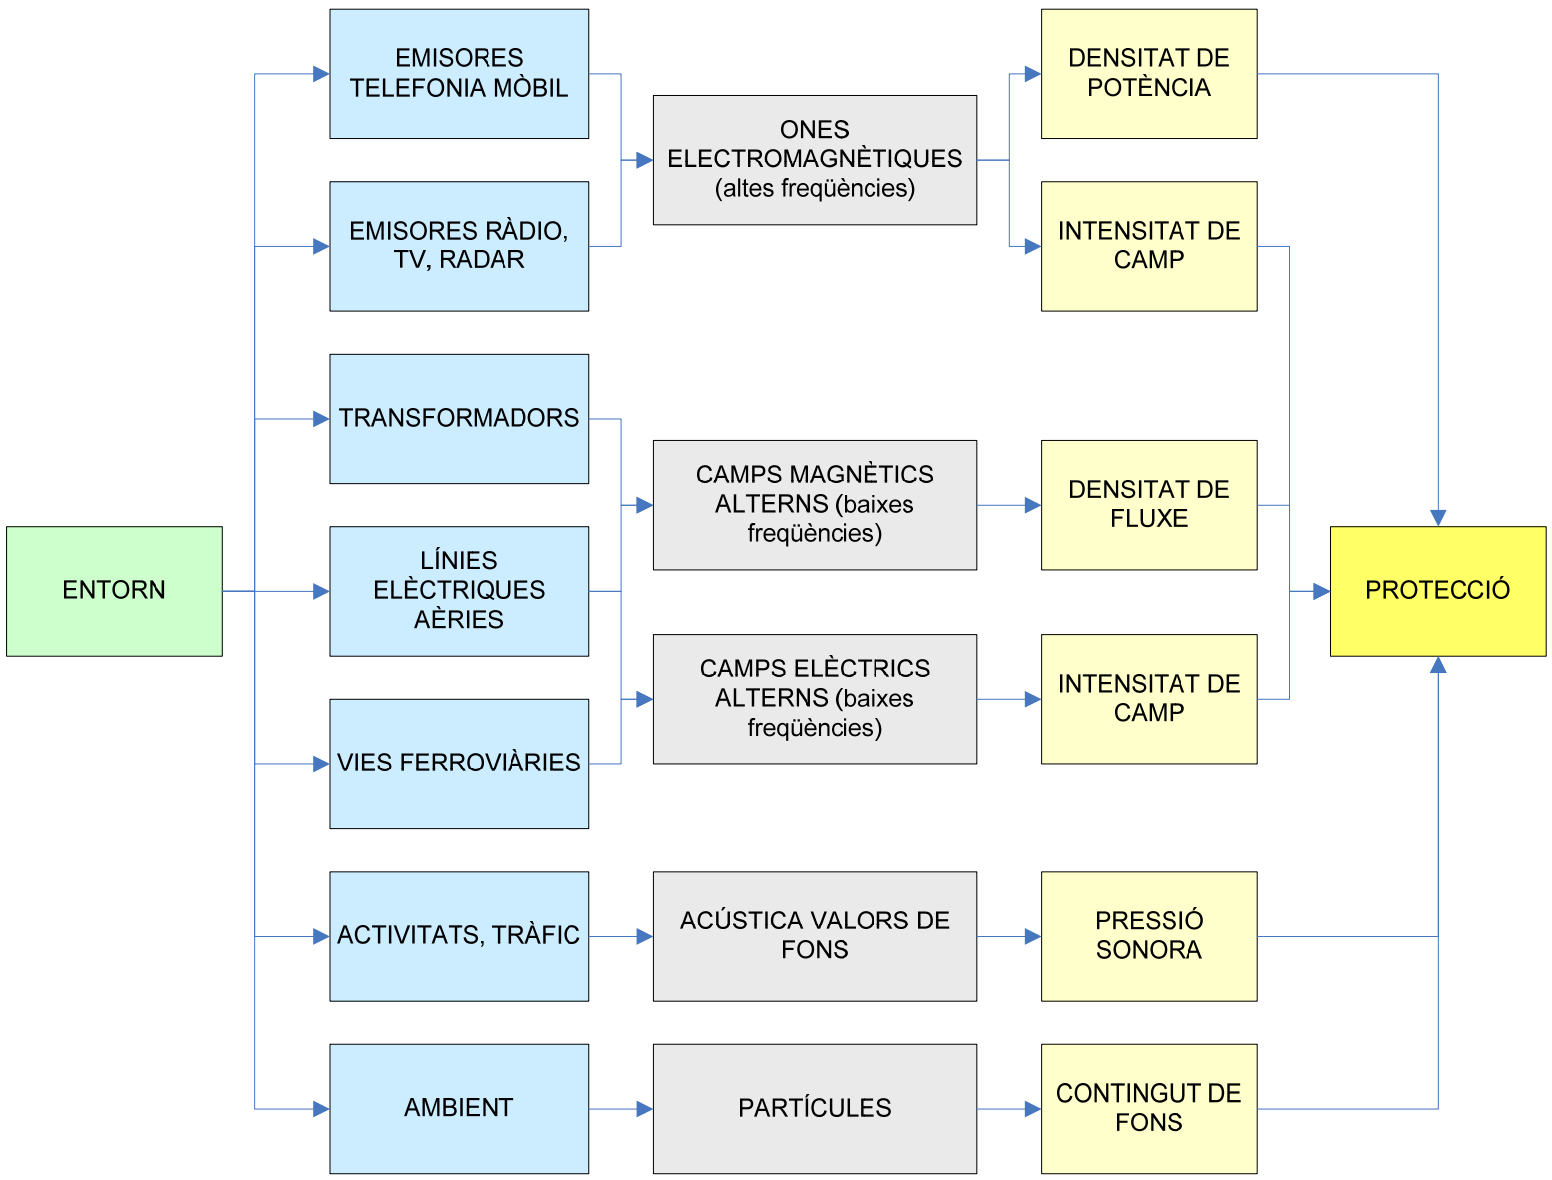 EMISORES
TELEFONIA MÒBIL
DENSITAT DE
POTÈNCIA
ONES
ELECTROMAGNÈTIQUES
(altes freqüències)
EMISORES RÀDIO,
TV, RADAR
INTENSITAT DE
CAMP
TRANSFORMADORS
CAMPS MAGNÈTICS
ALTERNS (baixes
freqüències)
DENSITAT DE
FLUXE
ENTORN
LÍNIES
ELÈCTRIQUES
AÈRIES
PROTECCIÓ
CAMPS ELÈCTRICS
ALTERNS (baixes
freqüències)
INTENSITAT DE
CAMP
VIES FERROVIÀRIES
ACTIVITATS, TRÀFIC
ACÚSTICA VALORS DE
FONS
PRESSIÓ
SONORA
AMBIENT
PARTÍCULES
CONTINGUT DE
FONS